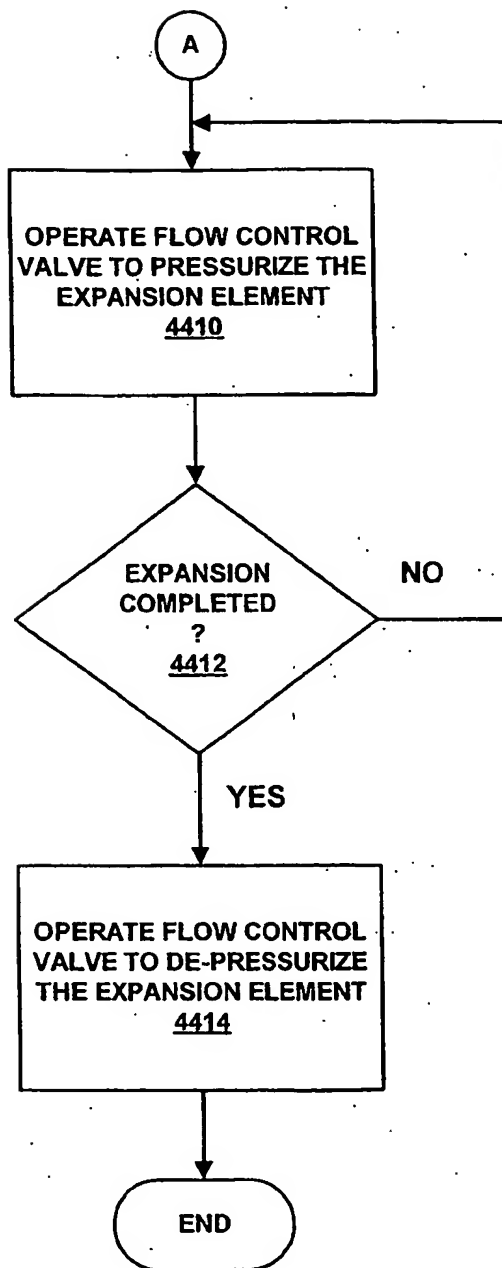 A
OPERATE FLOW CONTROL
VALVE TO PRESSURIZE THE
EXPANSION ELEMENT
4410
EXPANSION
COMPLETED
?
4412
NO
YES
OPERATE FLOW CONTROL
VALVE TO DE-PRESSURIZE
THE EXPANSION ELEMENT
4414
END